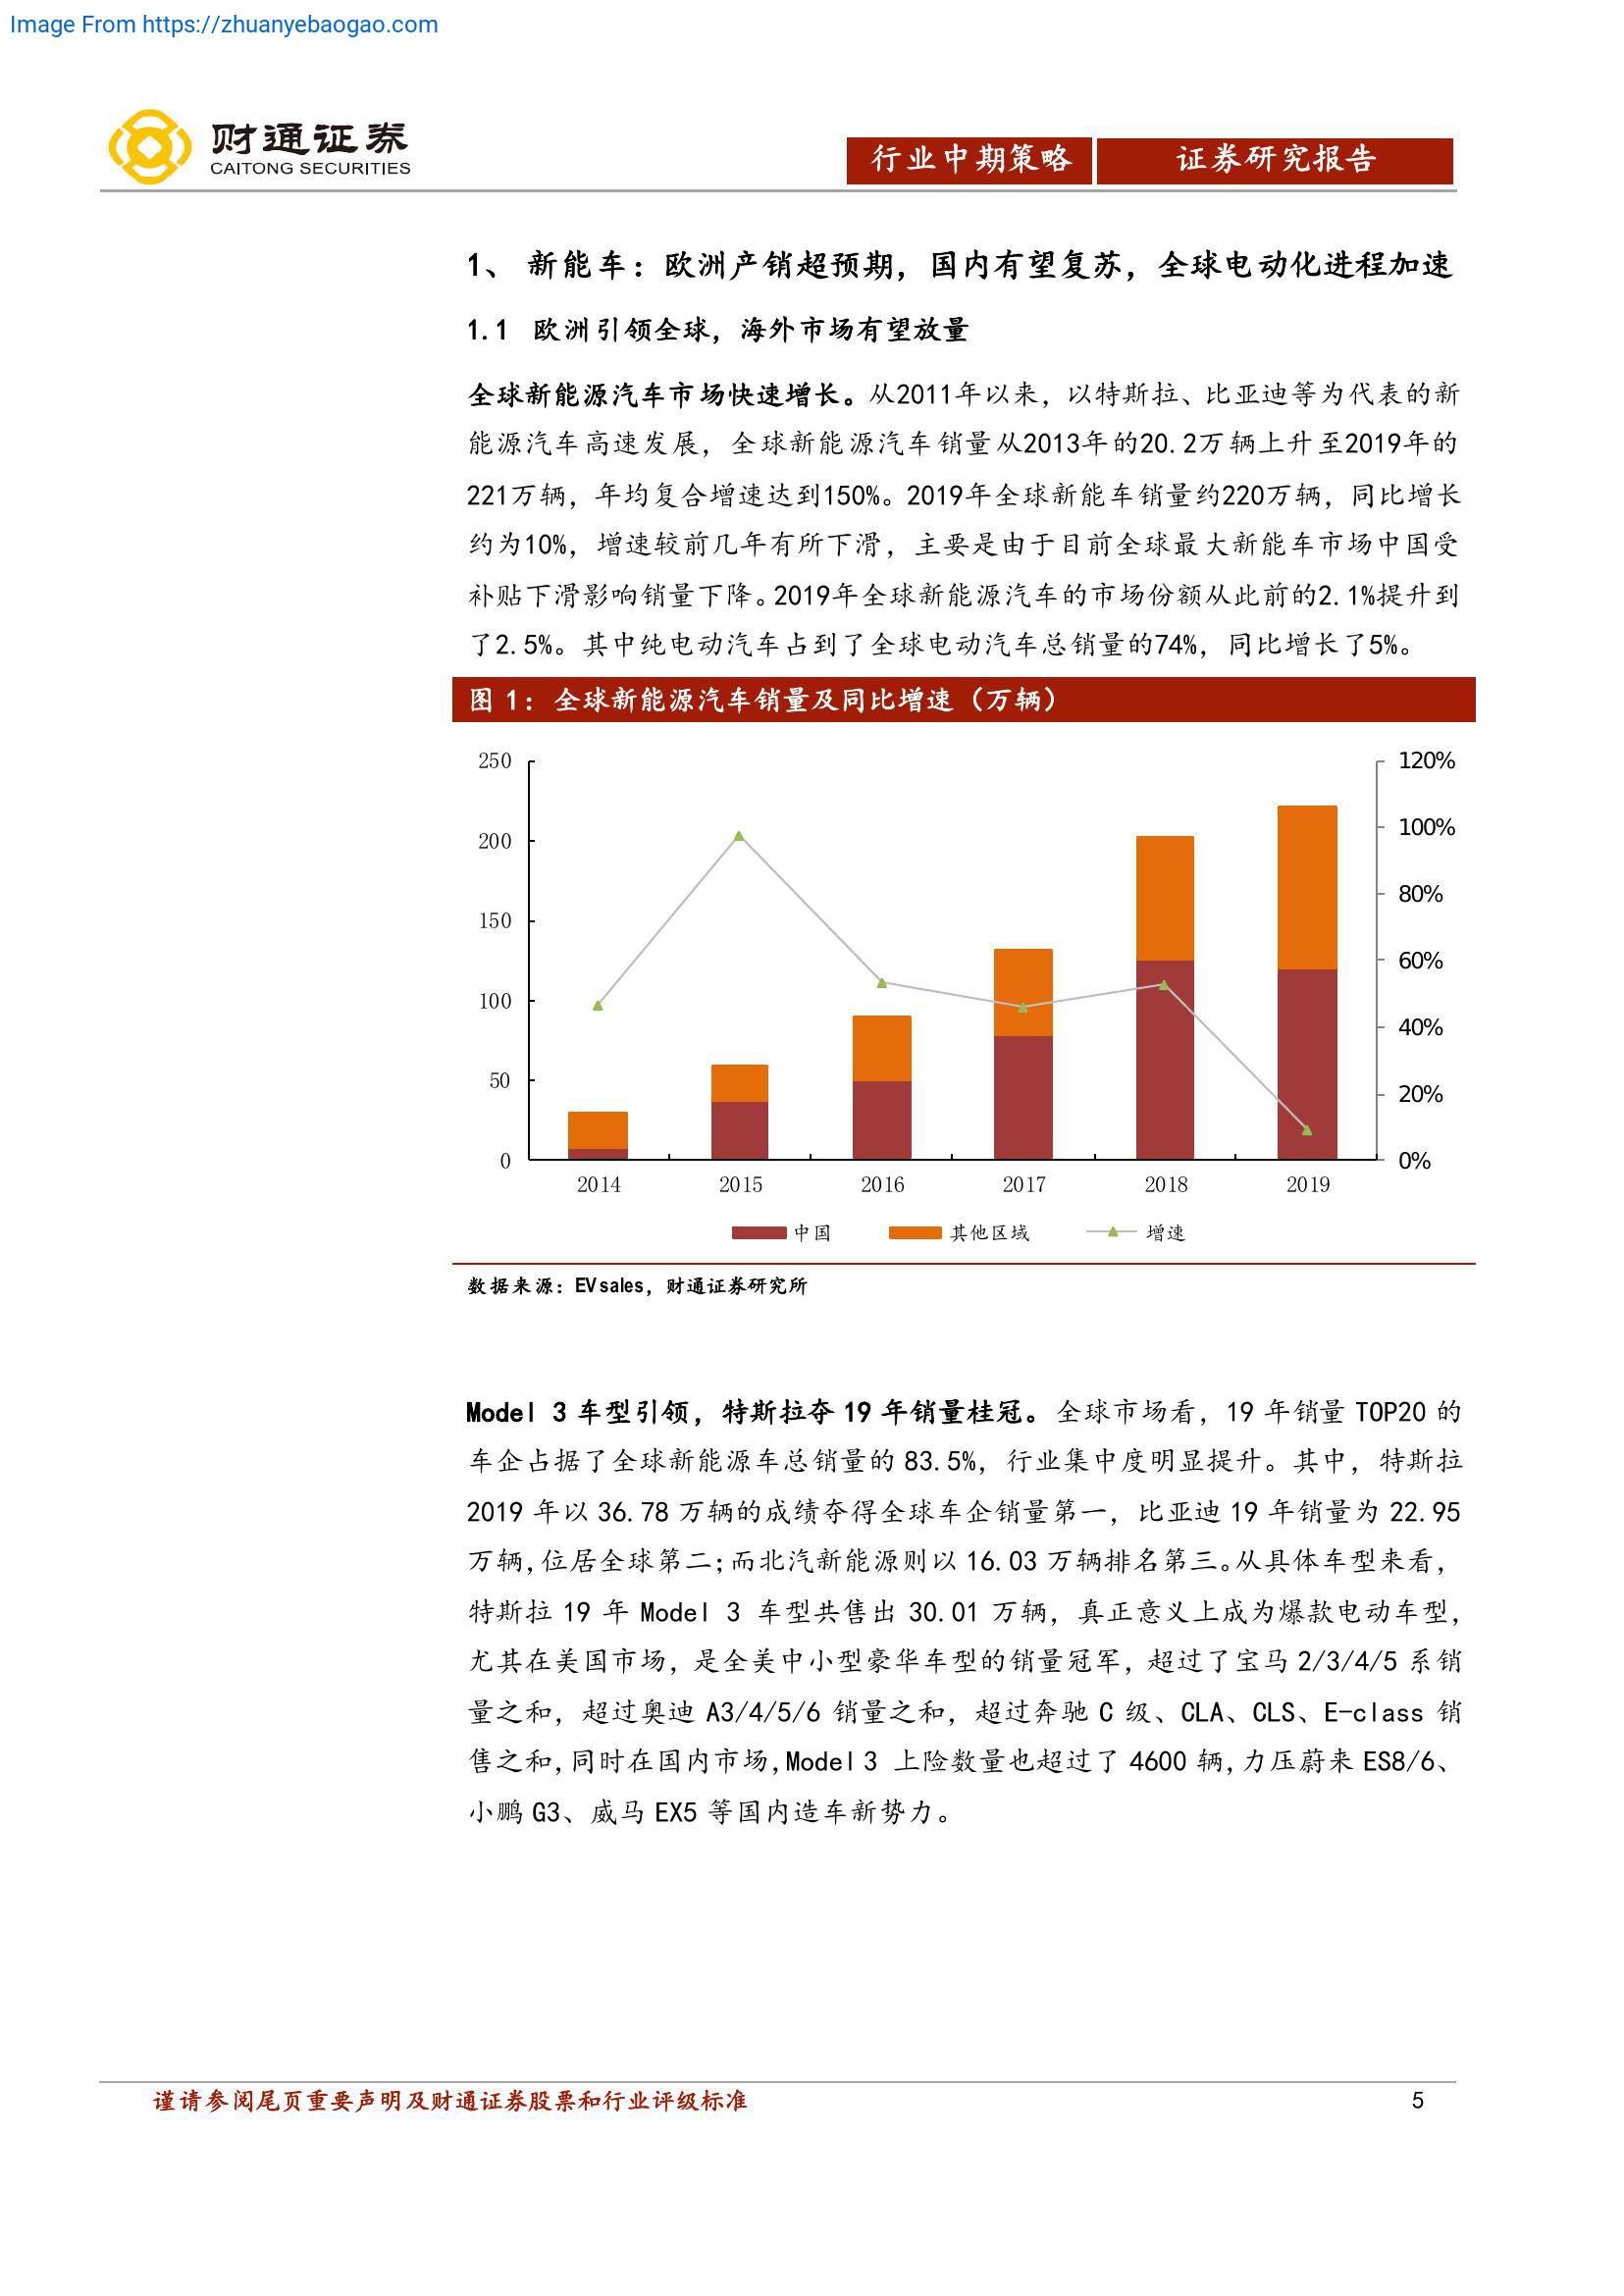 Image From https://zhuanyebaogao.com
财通证券
CAITONG SECURITIES
行业中期策略
证券研究报告
1、 新能车：欧洲产销超预期，国内有望复苏，全球电动化进程加速
1.1 欧洲引领全球，海外市场有望放量
全球新能源汽车市场快速增长。从2011年以来，以特斯拉、比亚迪等为代表的新
能源汽车高速发展，全球新能源汽车销量从2013年的20.2万辆上升至2019年的
221万辆，年均复合增速达到150%。2019年全球新能车销量约220万辆，同比增长
约为10%，增速较前几年有所下滑，主要是由于目前全球最大新能车市场中国受
补贴下滑影响销量下降。2019年全球新能源汽车的市场份额从此前的2.1%提升到
了2.5%。其中纯电动汽车占到了全球电动汽车总销量的74%，同比增长了5%。
图 1：全球新能源汽车销量及同比增速（万辆）
250
200
150
100
50
0
120%
100%
80%
60%
40%
20%
0%
2014
2015
2016
2017
2018
2019
中国
其他区域
增速
数据来源：EVsales，财通证券研究所
Model 3 车型引领，特斯拉夺 19 年销量桂冠。全球市场看，19 年销量 TOP20 的
车企占据了全球新能源车总销量的 83.5%，行业集中度明显提升。其中，特斯拉
2019 年以 36.78 万辆的成绩夺得全球车企销量第一，比亚迪 19 年销量为 22.95
万辆，位居全球第二；而北汽新能源则以 16.03 万辆排名第三。从具体车型来看，
特斯拉 19 年 Model 3 车型共售出 30.01 万辆，真正意义上成为爆款电动车型，
尤其在美国市场，是全美中小型豪华车型的销量冠军，超过了宝马 2/3/4/5 系销
量之和，超过奥迪 A3/4/5/6 销量之和，超过奔驰 C 级、CLA、CLS、E-class 销
售之和，同时在国内市场，Model 3 上险数量也超过了 4600 辆，力压蔚来 ES8/6、
小鹏 G3、威马 EX5 等国内造车新势力。
谨请参阅尾页重要声明及财通证券股票和行业评级标准
5